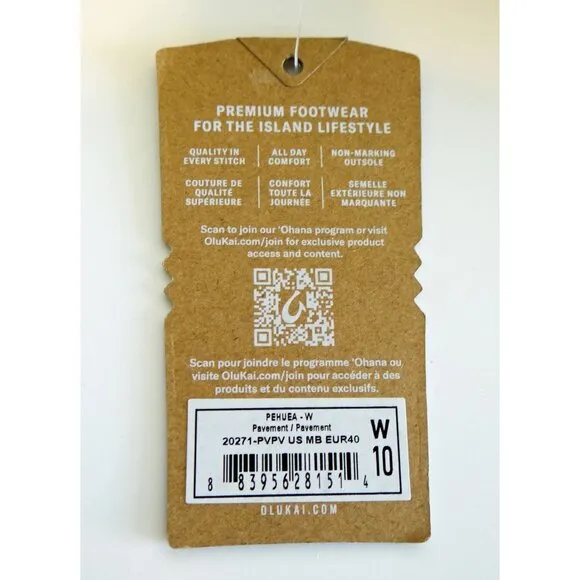 PREMIUM FOOTWEAR
FOR THE ISLAND LIFESTYLE
QUALITY IN
EVERY STITCH
ALL DAY
COMFORT
NON-MARKING
OUTSOLE
COUTURE DE
QUALITÉ
SUPÉRIEURE
CONFORT
TOUTE LA
JOURNÉE
SEMELLE
EXTÉRIEURE NON
MARQUANTE
Scan to join our 'Ohana program or visit
OluKai.com/join for exclusive product
access and content.
Scan pour joindre le programme 'Ohana ou
visite OluKai.com/join pour accéder à des
produits et du contenu exclusifs.
PEHUEA - W
Pavement / Pavement
20271-PVPV US MB EUR40
W
10
8 83956 28151 4
OLUKAI.COM